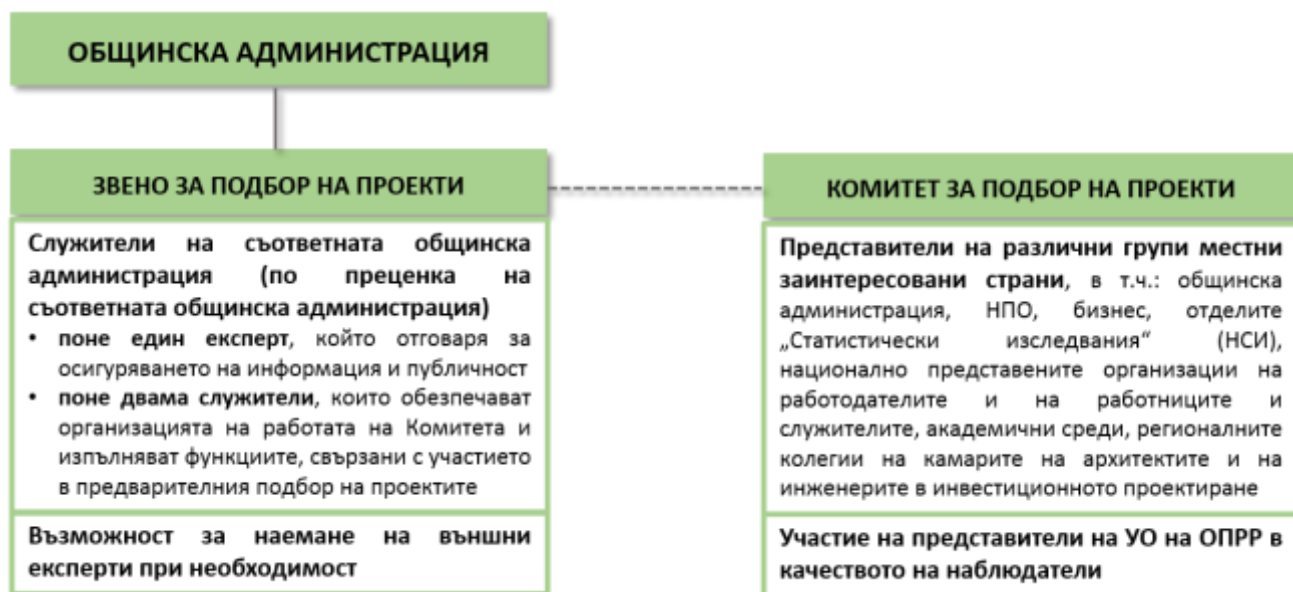 ОБЩИНСКА АДМИНИСТРАЦИЯ
ЗВЕНО ЗА ПОДБОР НА ПРОЕКТИ
Служители на съответната общинска
администрация (по преценка на
съответната общинска администрация)
• поне един експерт, който отговаря за
осигуряването на информация и публичност
• поне двама служители, които обезпечават
организацията на работата на Комитета и
изпълняват функциите, свързани с участието
в предварителния подбор на проектите
Възможност за наемане на външни
експерти при необходимост
КОМИТЕТ ЗА ПОДБОР НА ПРОЕКТИ
Представители на различни групи местни
заинтересовани страни, в т.ч.: общинска
администрация, НПО, бизнес, отделите
„Статистически изследвания“ (НСИ),
национално представените организации на
работодателите и на работниците и
служителите, академични среди, регионалните
колегии на камарите на архитектите и на
инженерите в инвестиционното проектиране
Участие на представители на УО на ОПРР в
качеството на наблюдатели